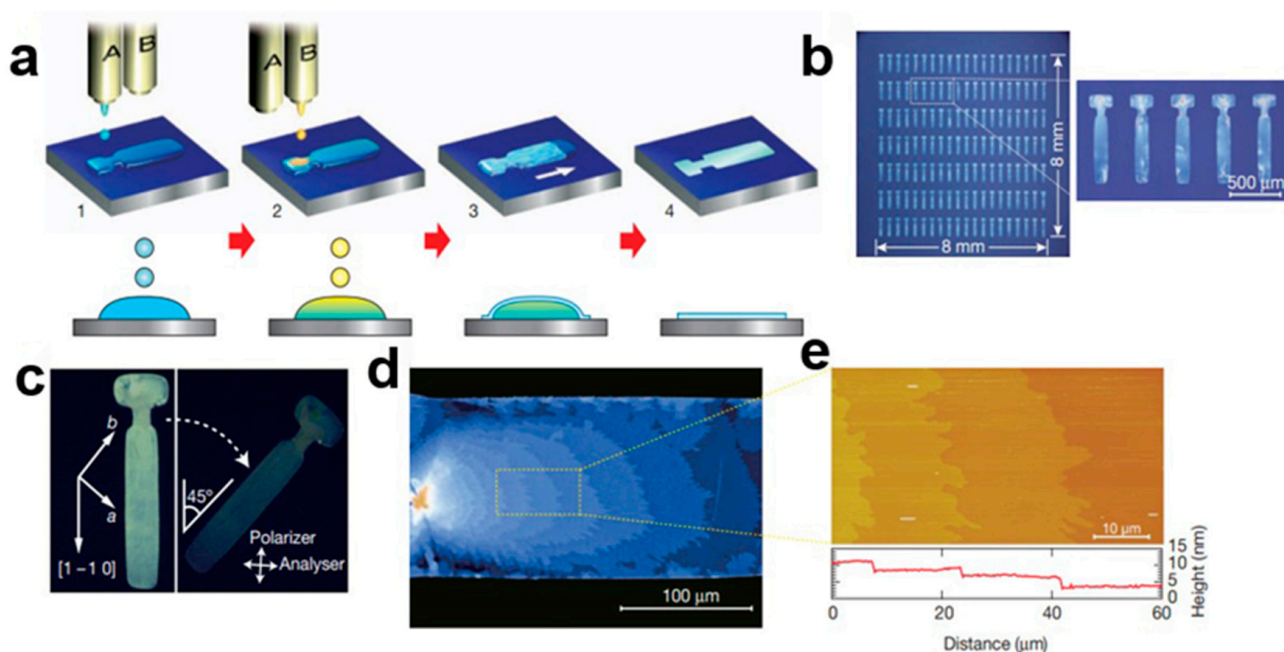 a
A B
A B
1
2
3
4
b
8 mm
8 mm
500 μm
c
b
a
[1 −1 0]
45°
Polarizer
Analyser
d
100 μm
e
10 μm
15
10
5
0
Height (nm)
0 20 40 60
Distance (μm)